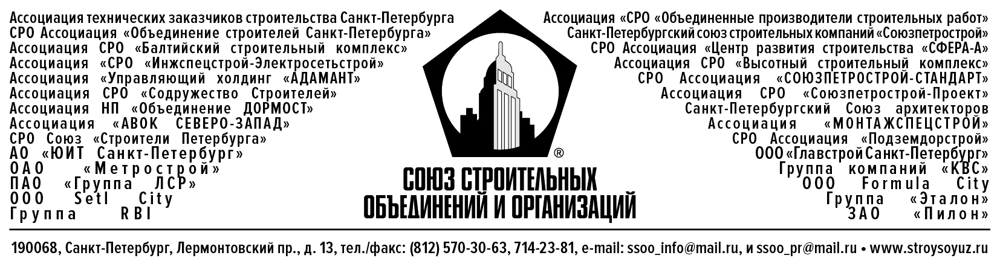 Ассоциация технических заказчиков строительства Санкт-Петербурга
СРО Ассоциация «Объединение строителей Санкт-Петербурга»
Ассоциация СРО «Балтийский строительный комплекс»
Ассоциация «СРО «Инжспецстрой-Электросетьстрой»
Ассоциация «Управляющий холдинг «АДАМАНТ»
Ассоциация СРО «Содружество Строителей»
Ассоциация НП «Объединение ДОРМОСТ»
Ассоциация «АВОК СЕВЕРО-ЗАПАД»
СРО Союз «Строители Петербурга»
АО «ЮИТ Санкт-Петербург»
ОАО «Метрострой»
ПАО «Группа ЛСР»
ООО Setl City
Группа RBI
®
СОЮЗ СТРОИТЕЛЬНЫХ
ОБЪЕДИНЕНИЙ И ОРГАНИЗАЦИЙ
Ассоциация «СРО «Объединенные производители строительных работ»
Санкт-Петербургский союз строительных компаний «Союзпетрострой»
СРО Ассоциация «Центр развития строительства «СФЕРА-А»
Ассоциация СРО «Высотный строительный комплекс»
СРО Ассоциация «СОЮЗПЕТРОСТРОЙ-СТАНДАРТ»
Ассоциация СРО «Союзпетрострой-Проект»
Санкт-Петербургский Союз архитекторов
Ассоциация «МОНТАЖСПЕЦСТРОЙ»
СРО Ассоциация «Подземдорстрой»
ООО «Главстрой Санкт-Петербург»
Группа компаний «КВС»
ООО Formula City
Группа «Эталон»
ЗАО «Пилон»
190068, Санкт-Петербург, Лермонтовский пр., д. 13, тел./факс: (812) 570-30-63, 714-23-81, e-mail: ssoo_info@mail.ru, и ssoo_pr@mail.ru • www.stroysoyuz.ru